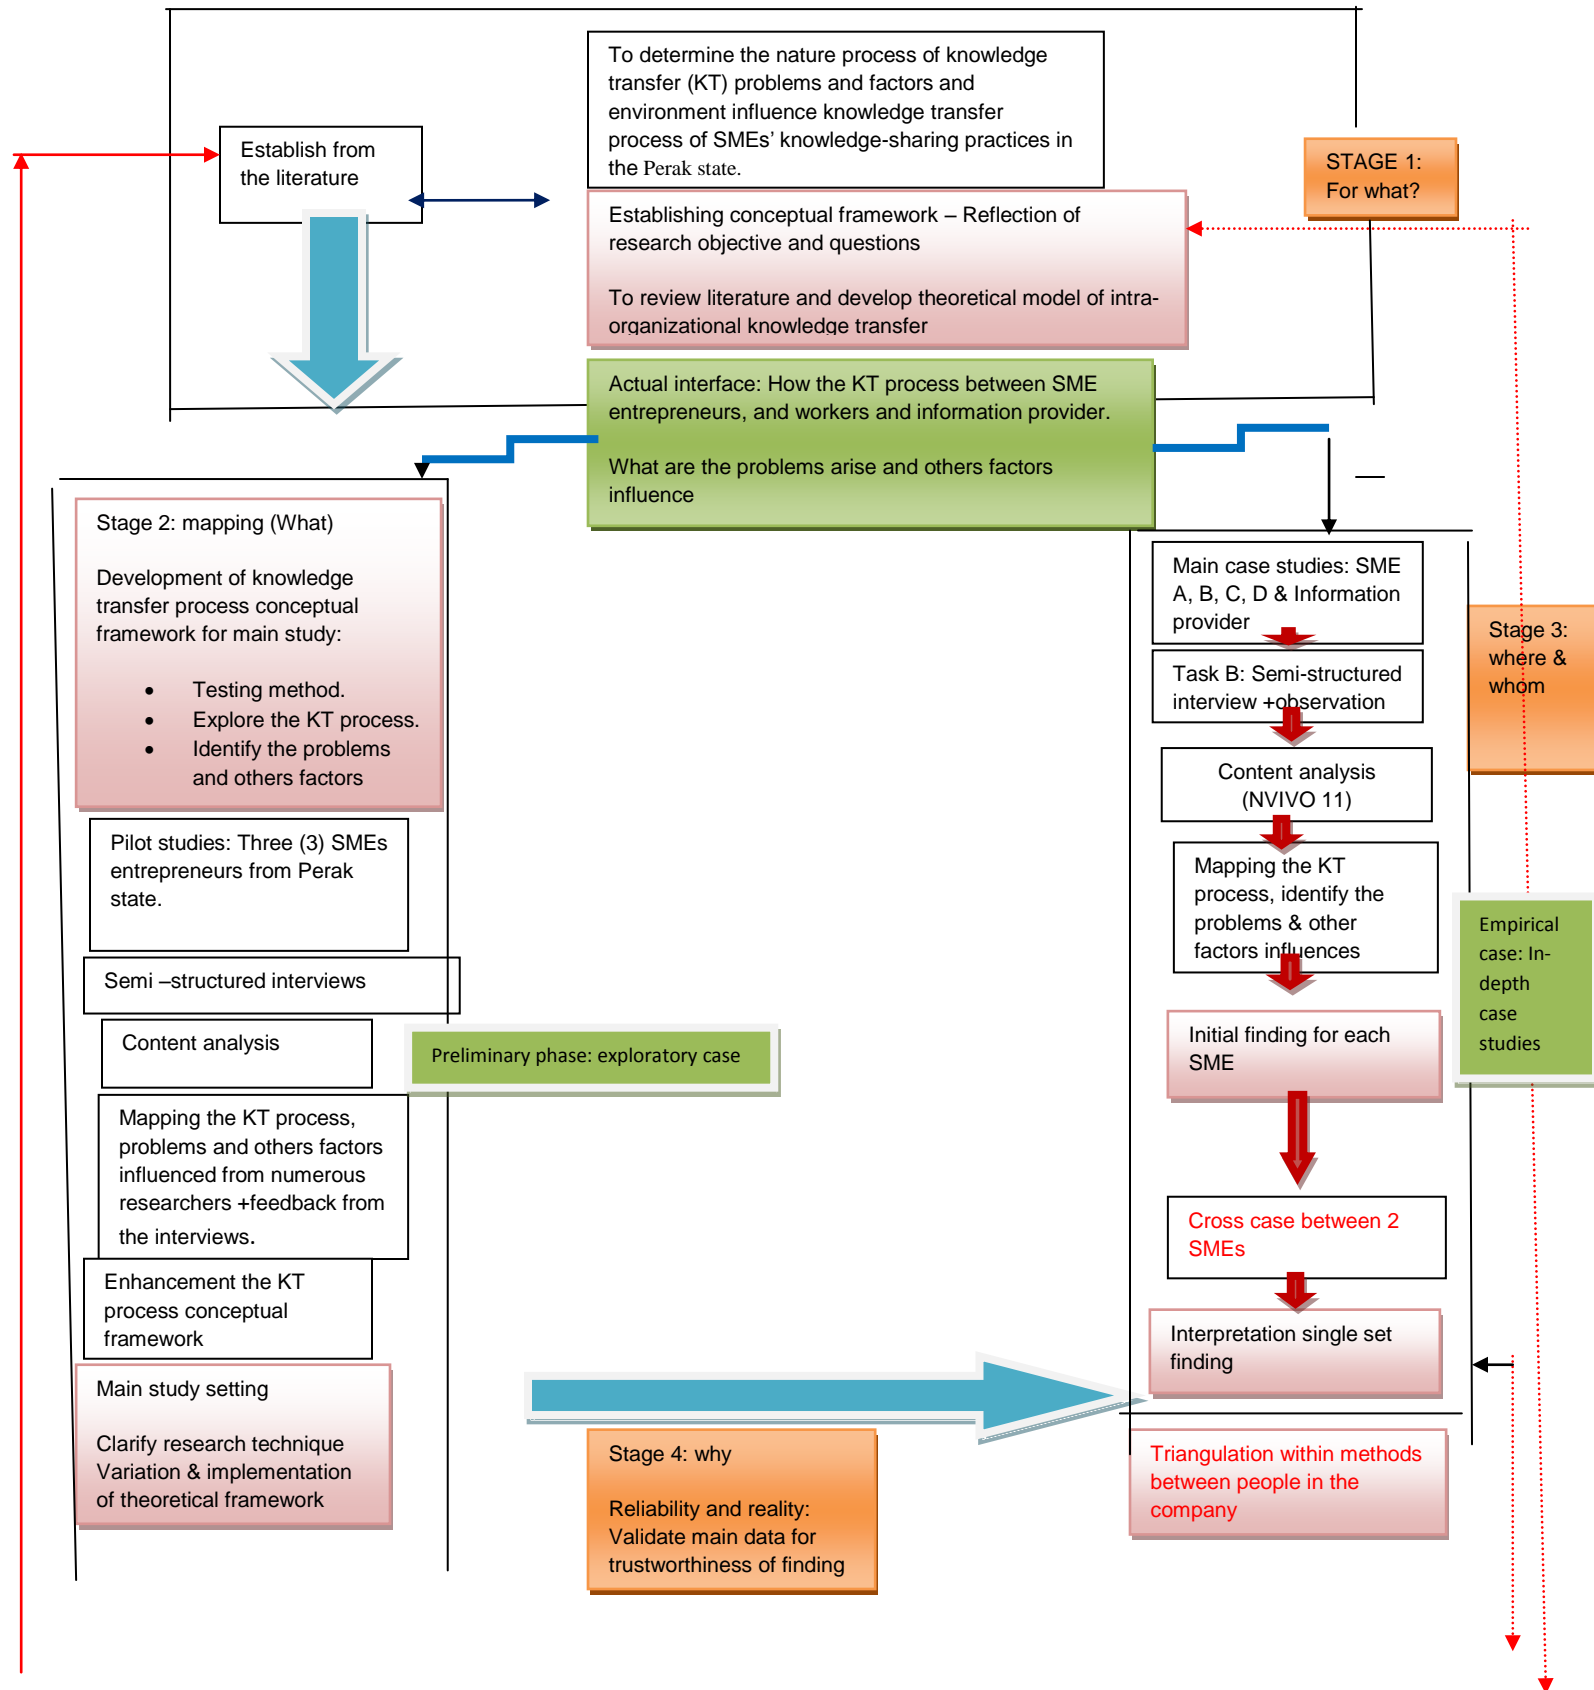 To determine the nature process of knowledge
transfer (KT) problems and factors and
environment influence knowledge transfer
process of SMEs’ knowledge-sharing practices in
the Perak state.
Establish from
the literature
STAGE 1:
For what?
Establishing conceptual framework – Reflection of
research objective and questions
To review literature and develop theoretical model of intra-
organizational knowledge transfer
Actual interface: How the KT process between SME
entrepreneurs, and workers and information provider.
What are the problems arise and others factors
influence
Stage 2: mapping (What)
Development of knowledge
transfer process conceptual
framework for main study:
• Testing method.
• Explore the KT process.
• Identify the problems
and others factors
Pilot studies: Three (3) SMEs
entrepreneurs from Perak
state.
Semi –structured interviews
Content analysis
Preliminary phase: exploratory case
Mapping the KT process,
problems and others factors
influenced from numerous
researchers +feedback from
the interviews.
Enhancement the KT
process conceptual
framework
Main study setting
Clarify research technique
Variation & implementation
of theoretical framework
Main case studies: SME
A, B, C, D & Information
provider
Stage 3:
where &
whom
Task B: Semi-structured
interview +observation
Content analysis
(NVIVO 11)
Mapping the KT
process, identify the
problems & other
factors influences
Empirical
case: In-
depth
case
studies
Initial finding for each
SME
Cross case between 2
SMEs
Interpretation single set
finding
Stage 4: why
Reliability and reality:
Validate main data for
trustworthiness of finding
Triangulation within methods
between people in the
company